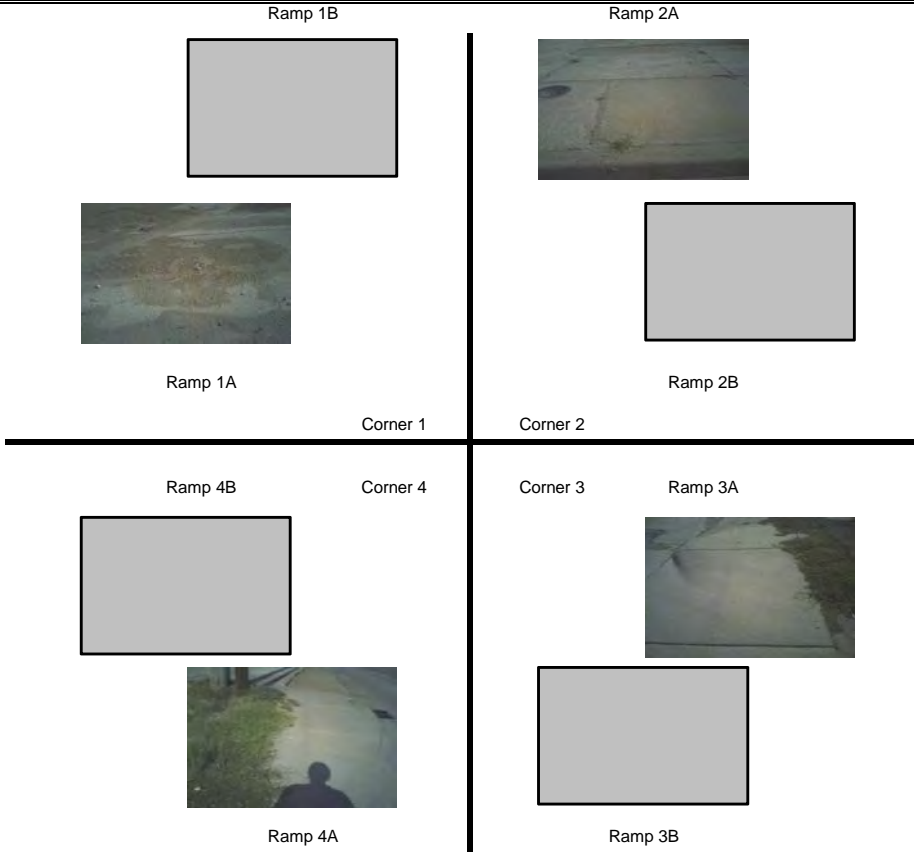 Ramp 1B
Ramp 2A
Ramp 1A
Ramp 2B
Corner 1
Corner 2
Ramp 4B
Corner 4
Corner 3
Ramp 3A
Ramp 4A
Ramp 3B